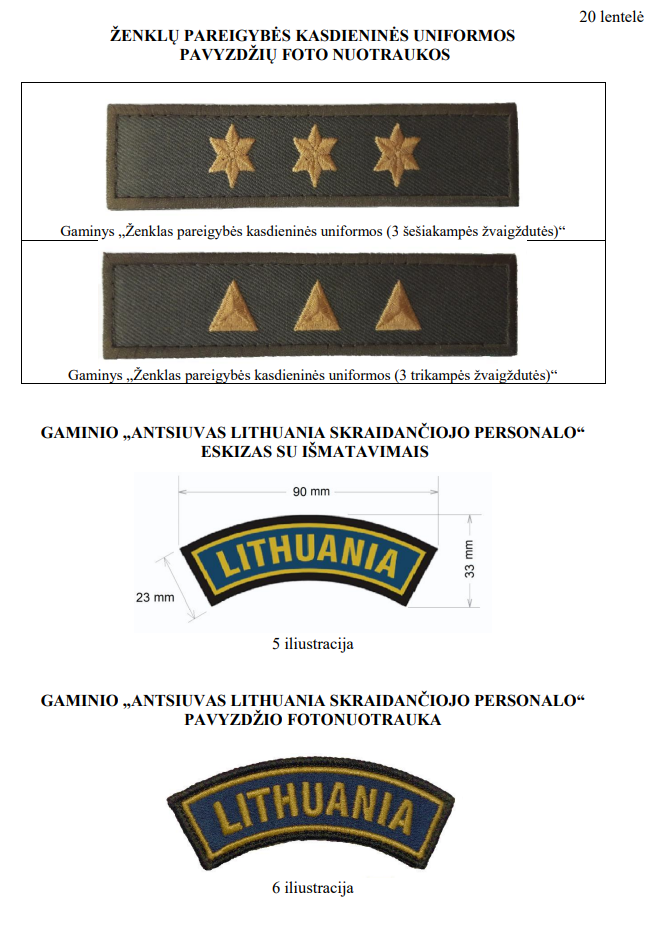 20 lentelė
ŽENKLŲ PAREIGYBĖS KASDIENINĖS UNIFORMOS
PAVYZDŽIŲ FOTO NUOTRAUKOS
Gaminys „Ženklas pareigybės kasdieninės uniformos (3 šešiakampės žvaigždutės)“
Gaminys „Ženklas pareigybės kasdieninės uniformos (3 trikampės žvaigždutės)“
GAMINIO „ANTSIUVAS LITHUANIA SKRAIDANČIOJO PERSONALO“
ESKIZAS SU IŠMATAVIMAIS
90 mm
LITHUANIA
33 mm
23 mm
5 iliustracija
GAMINIO „ANTSIUVAS LITHUANIA SKRAIDANČIOJO PERSONALO“
PAVYZDŽIO FOTONUOTRAUKA
LITHUANIA
6 iliustracija